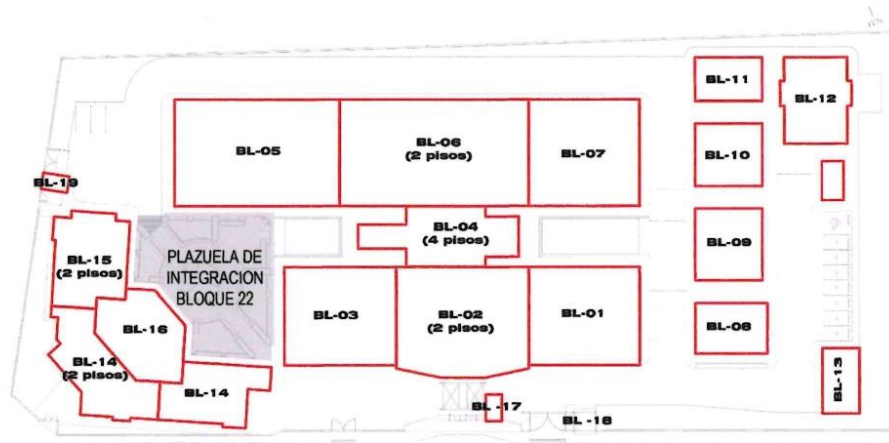 BL-11
BL-12
BL-05
BL-06
(2 pisos)
BL-07
BL-10
BL-19
BL-15
(2 pisos)
PLAZUELA DE
INTEGRACION
BLOQUE 22
BL-04
(4 pisos)
BL-09
BL-16
BL-03
BL-02
(2 pisos)
BL-01
BL-08
BL-14
(2 pisos)
BL-14
BL-13
BL -17
BL -18